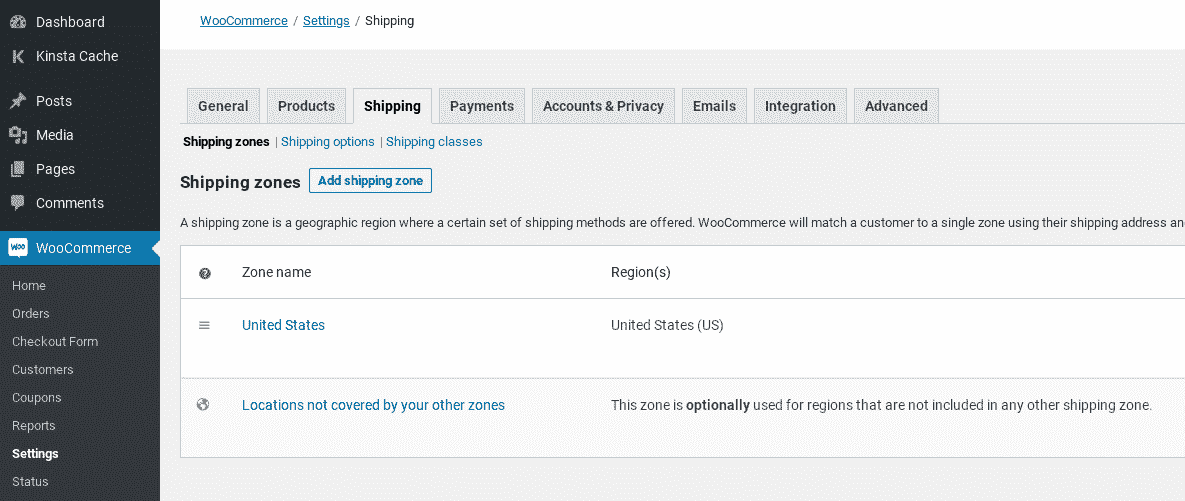 Dashboard
Kinsta Cache
Posts
Media
Pages
Comments
WOO WooCommerce
Home
Orders
Checkout Form
Customers
Coupons
Reports
Settings
Status
WooCommerce / Settings / Shipping
General Products Shipping Payments Accounts & Privacy Emails Integration Advanced
Shipping zones | Shipping options | Shipping classes
Shipping zones Add shipping zone
A shipping zone is a geographic region where a certain set of shipping methods are offered. WooCommerce will match a customer to a single zone using their shipping address
? Zone name Region(s)
United States United States (US)
Locations not covered by your other zones This zone is optionally used for regions that are not included in any other shipping zone.